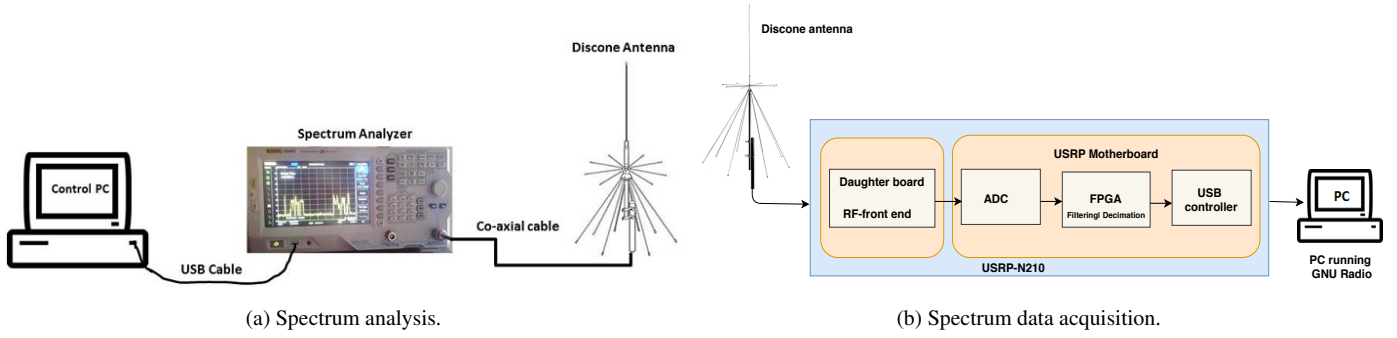 Discone Antenna
Spectrum Analyzer
Control PC
Co-axial cable
USB Cable
(a) Spectrum analysis.
Discone antenna
USRP Motherboard
Daughter board
RF-front end
ADC
FPGA
Filteringl Decimation
USB
controller
USRP-N210
PC
PC running
GNU Radio
(b) Spectrum data acquisition.